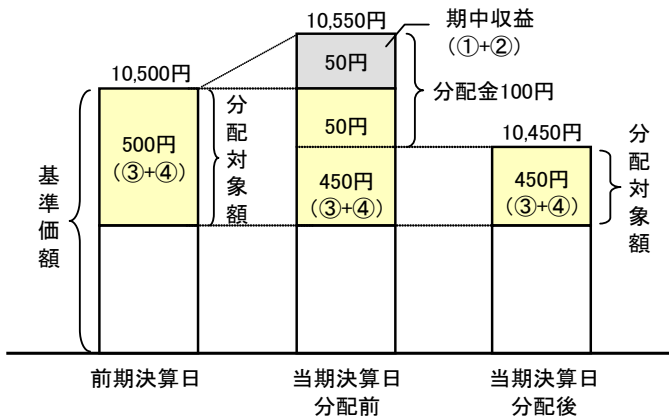 10,550円
期中収益
(①+②)
10,500円
50円
分配金100円
500円
(③+④)
分配対象額
50円
450円
(③+④)
10,450円
450円
(③+④)
分配対象額
基準価額
前期決算日
当期決算日
分配前
当期決算日
分配後